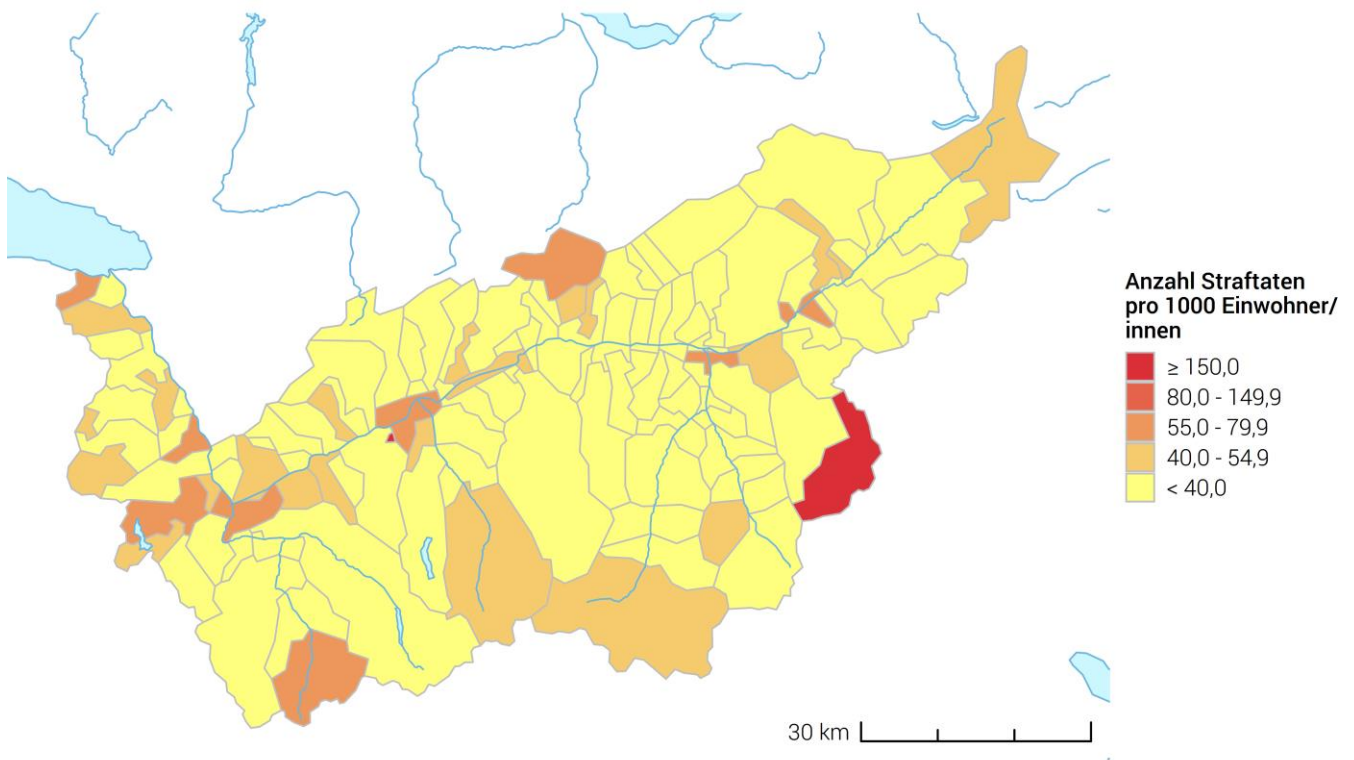 Anzahl Straftaten
pro 1000 Einwohner/
innen
≥ 150,0
80,0 - 149,9
55,0 - 79,9
40,0 - 54,9
< 40,0
30 km